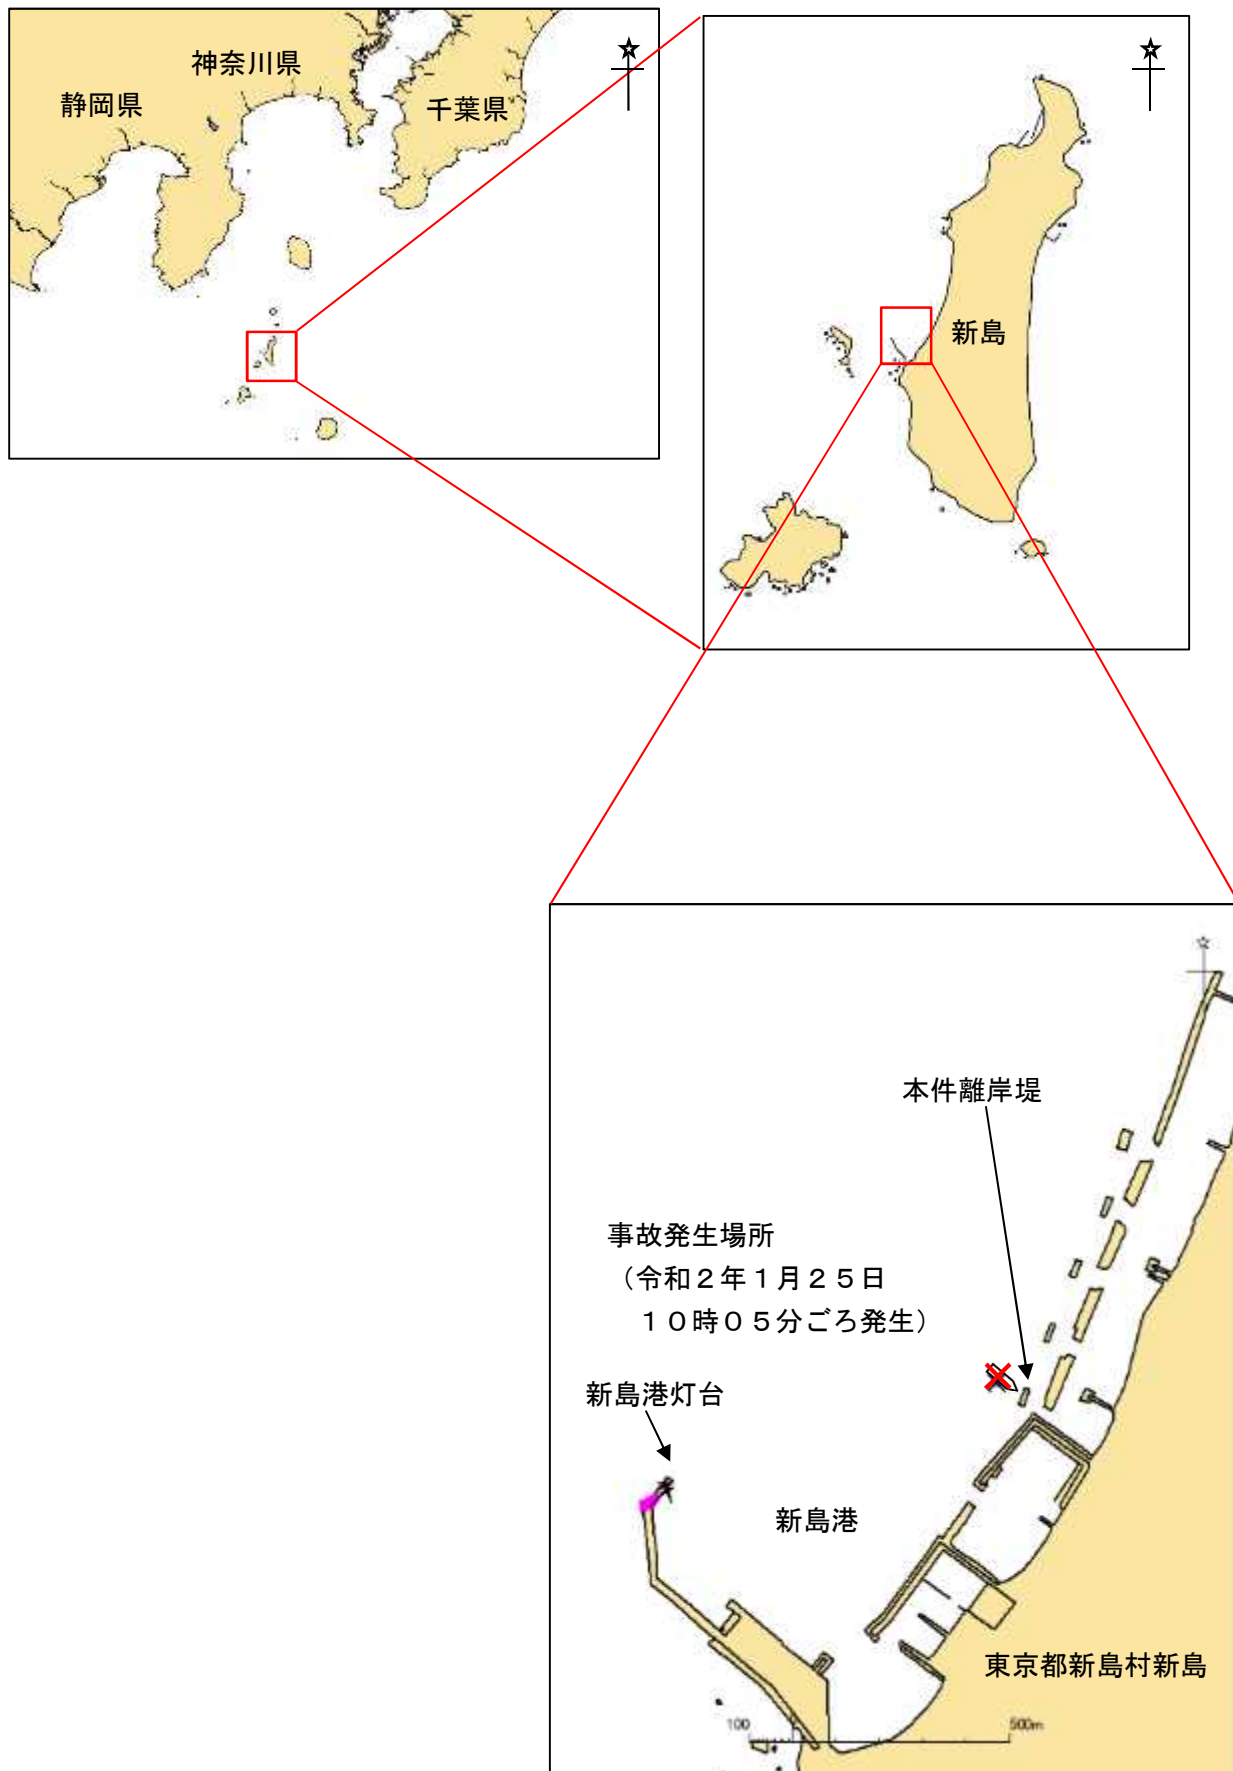 神奈川県
静岡県
千葉県
新島
本件離岸堤
事故発生場所
（令和２年１月２５日
１０時０５分ごろ発生）
新島港灯台
新島港
東京都新島村新島
100
500m